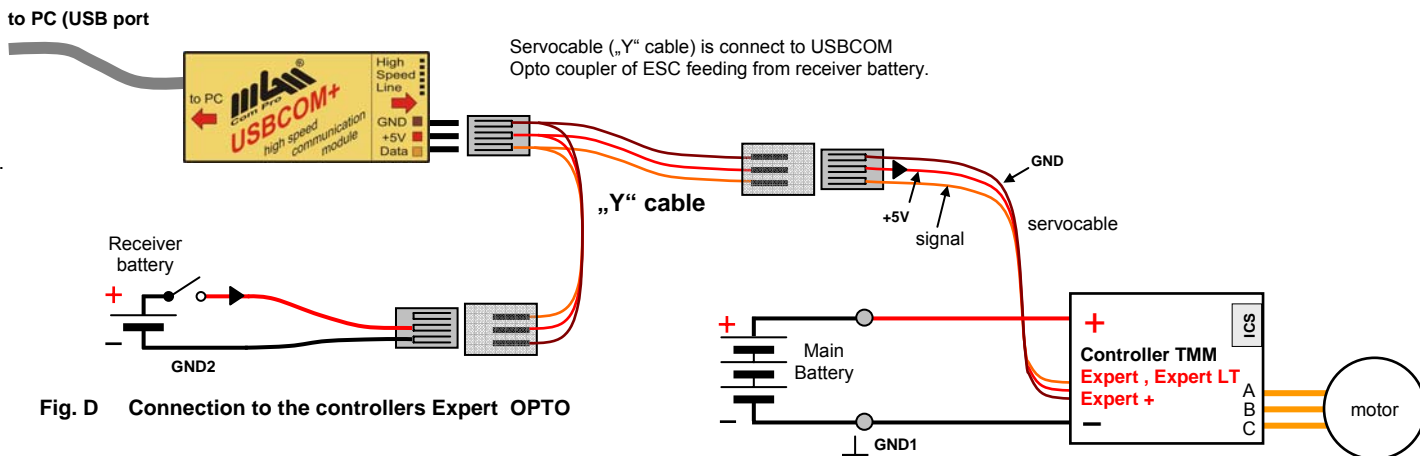 to PC (USB port
Servocable („Y“ cable) is connect to USBCOM
Opto coupler of ESC feeding from receiver battery.
to PC
mgm
®
Com Pro
USBCOM+
high speed
communication
module
High
Speed
Line
GND
+5V
Data
„Y“ cable
GND
+5V
signal
servocable
Receiver
battery
+
–
GND2
+
Main
Battery
–
GND1
+
ICS
Controller TMM
Expert , Expert LT
Expert +
–
A
B
C
motor
Fig. D Connection to the controllers Expert OPTO